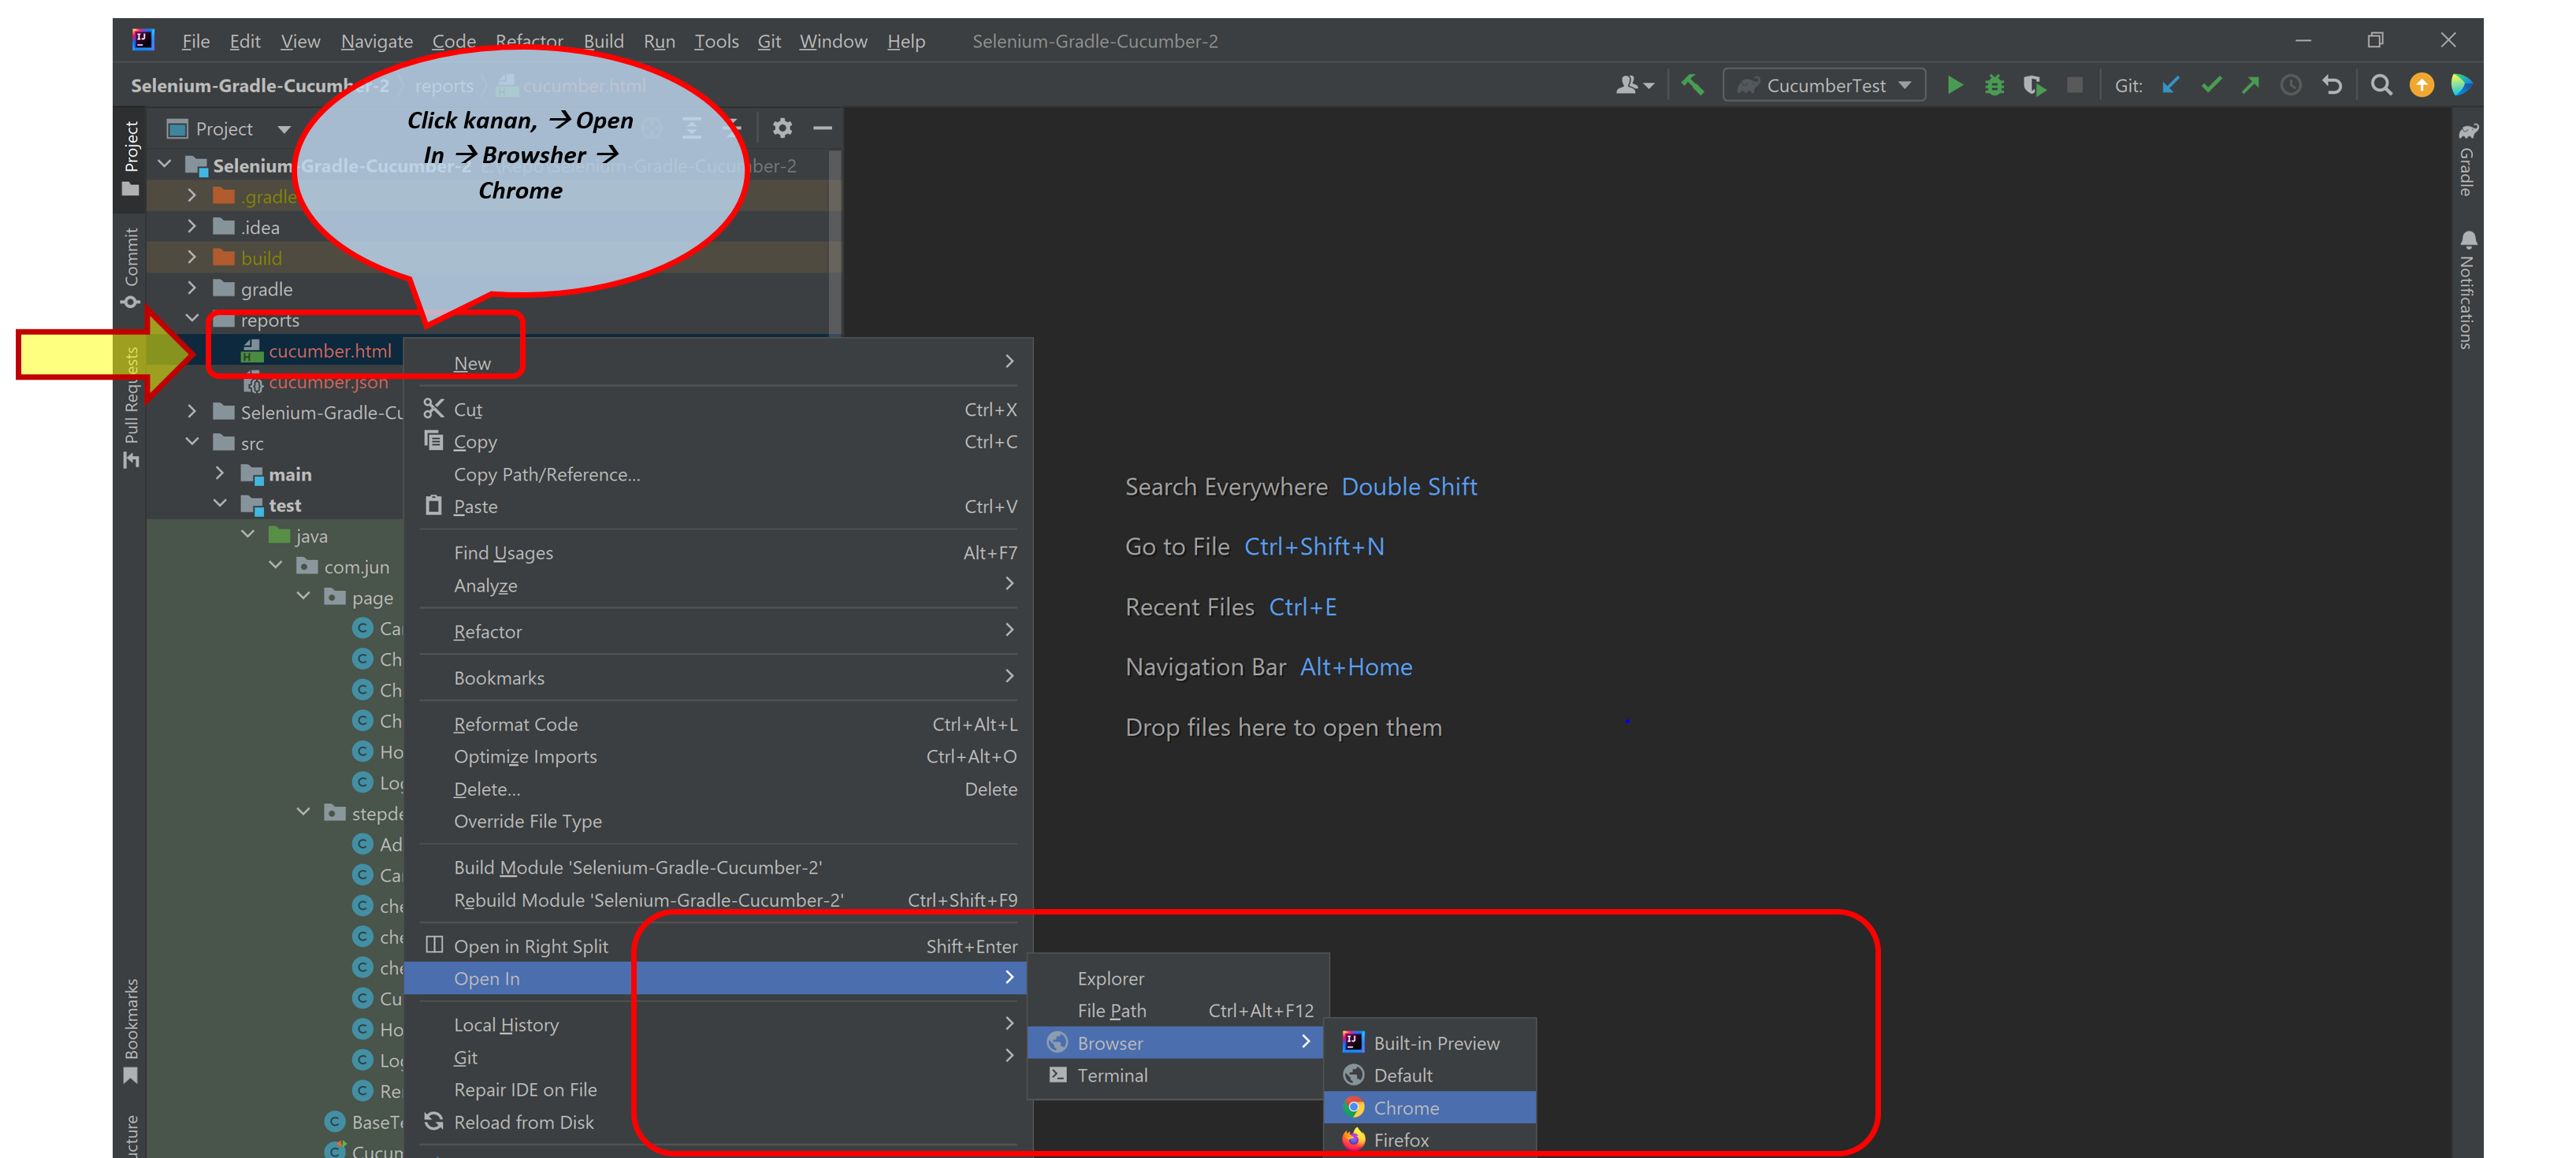 File Edit View Navigate Code Refactor Build Run Tools Git Window Help Selenium-Gradle-Cucumber-2
Selenium-Gradle-Cucumber-2 reports cucumber.html
CucumberTest Git:
Click kanan, → Open
In → Browsher →
Chrome
Project
Commit
Pull Requests
Bookmarks
Project
Selenium-Gradle-Cucumber-2
.gradle
.idea
build
gradle
reports
cucumber.html
cucumber.json
Selenium-Gradle-Cu
src
main
test
java
com.jun
page
Ca
Ch
Ch
Ch
Ho
Log
stepde
Ad
Ca
che
che
che
Cu
Ho
Log
Re
BaseTe
Cucum
New
Cut Ctrl+X
Copy Ctrl+C
Copy Path/Reference...
Paste Ctrl+V
Find Usages Alt+F7
Analyze
Refactor
Bookmarks
Reformat Code Ctrl+Alt+L
Optimize Imports Ctrl+Alt+O
Delete... Delete
Override File Type
Build Module 'Selenium-Gradle-Cucumber-2'
Rebuild Module 'Selenium-Gradle-Cucumber-2' Ctrl+Shift+F9
Open in Right Split Shift+Enter
Open In
Local History
Git
Repair IDE on File
Reload from Disk
Explorer
File Path Ctrl+Alt+F12
Browser
Terminal
Built-in Preview
Default
Chrome
Firefox
Search Everywhere Double Shift
Go to File Ctrl+Shift+N
Recent Files Ctrl+E
Navigation Bar Alt+Home
Drop files here to open them
Gradle
Notifications